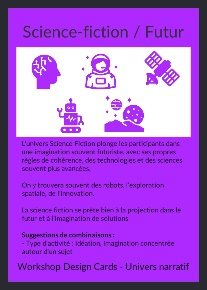 Science-fiction / Futur
L'univers Science Fiction plonge les participants dans
une imagination souvent futuriste, avec ses propres
règles de cohérence, des technologies et des sciences
souvent plus avancées.
On y trouvera souvent des robots, l'exploration
spatiale, de l'innovation.
La science fiction se prête bien à la projection dans le
futur et à l'imagination de solutions
Suggestions de combinaisons :
- Type d'activité : Idéation, Imagination concentrée
autour d'un sujet
Workshop Design Cards - Univers narratif